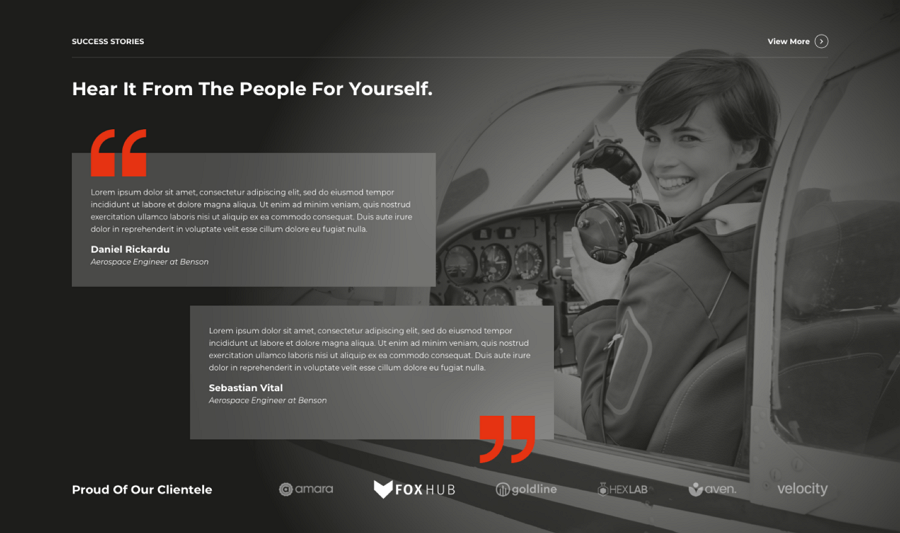 SUCCESS STORIES
View More
Hear It From The People For Yourself.
Lorem ipsum dolor sit amet, consectetur adipiscing elit, sed do eiusmod tempor
incididunt ut labore et dolore magna aliqua. Ut enim ad minim veniam, quis nostrud
exercitation ullamco laboris nisi ut aliquip ex ea commodo consequat. Duis aute irure
dolor in reprehenderit in voluptate velit esse cillum dolore eu fugiat nulla.
Daniel Rickardu
Aerospace Engineer at Benson
Lorem ipsum dolor sit amet, consectetur adipiscing elit, sed do eiusmod tempor
incididunt ut labore et dolore magna aliqua. Ut enim ad minim veniam, quis nostrud
exercitation ullamco laboris nisi ut aliquip ex ea commodo consequat. Duis aute irure
dolor in reprehenderit in voluptate velit esse cillum dolore eu fugiat nulla.
Sebastian Vital
Aerospace Engineer at Benson
Proud Of Our Clientele
amara
FOXHUB
goldline
HEXLAB
aven.
velocity